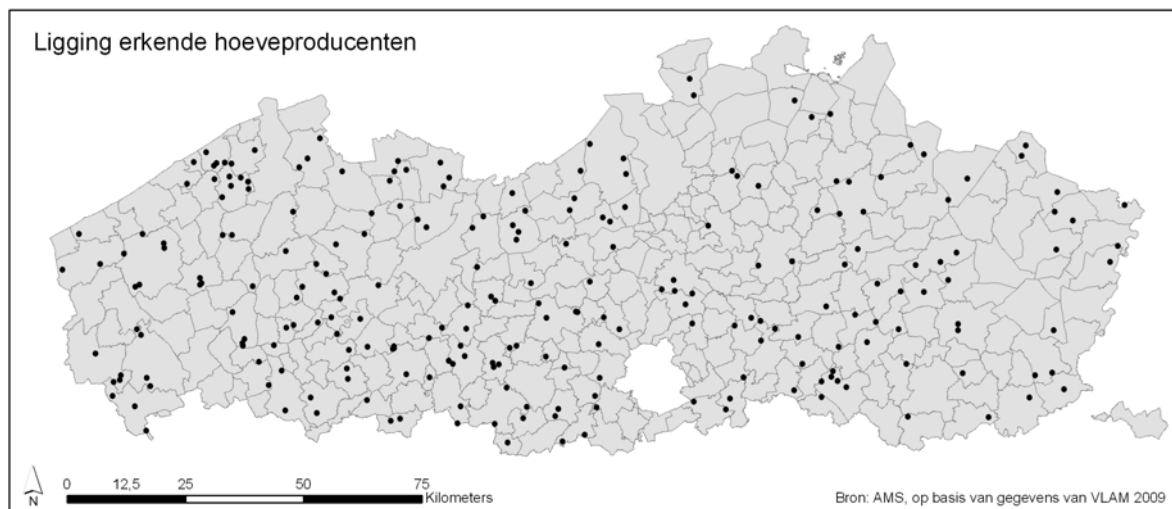 Ligging erkende hoeveproducenten
N
0 12,5 25 50 75
Kilometers
Bron: AMS, op basis van gegevens van VLAM 2009